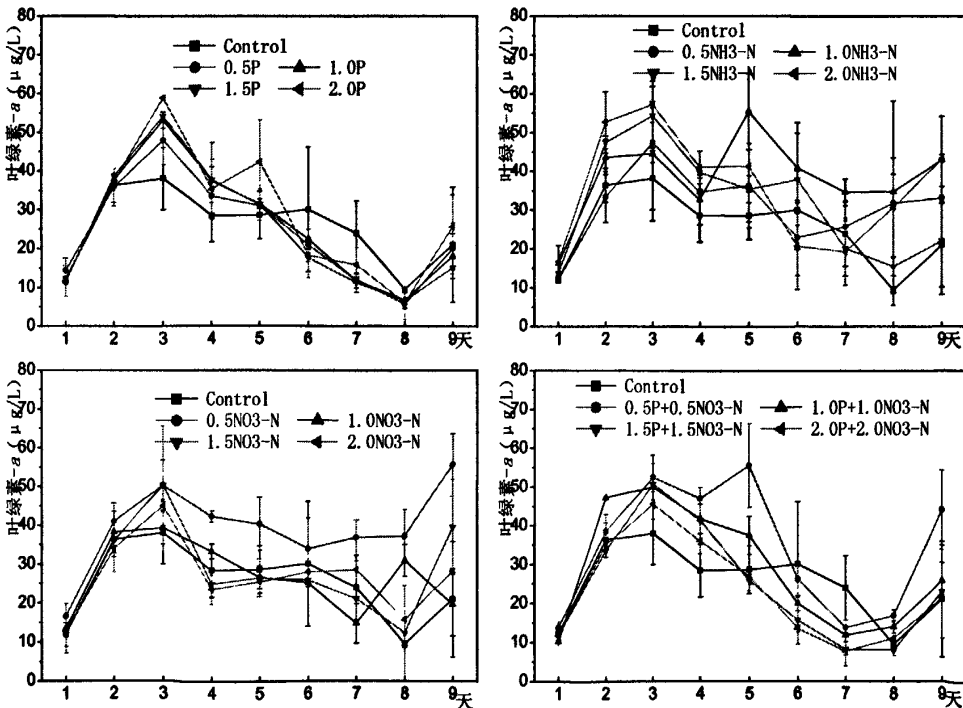 80
70
60
50
40
30
20
10
0
叶绿素-a(μg/L)
Control
0.5P 1.0P
1.5P 2.0P
1 2 3 4 5 6 7 8 9天
80
70
60
50
40
30
20
10
0
叶绿素-a(μg/L)
Control
0.5NH3-N 1.0NH3-N
1.5NH3-N 2.0NH3-N
1 2 3 4 5 6 7 8 9天
80
70
60
50
40
30
20
10
0
叶绿素-a(μg/L)
Control
0.5NO3-N 1.0NO3-N
1.5NO3-N 2.0NO3-N
1 2 3 4 5 6 7 8 9天
80
70
60
50
40
30
20
10
0
叶绿素-a(μg/L)
Control
0.5P+0.5NO3-N 1.0P+1.0NO3-N
1.5P+1.5NO3-N 2.0P+2.0NO3-N
1 2 3 4 5 6 7 8 9天